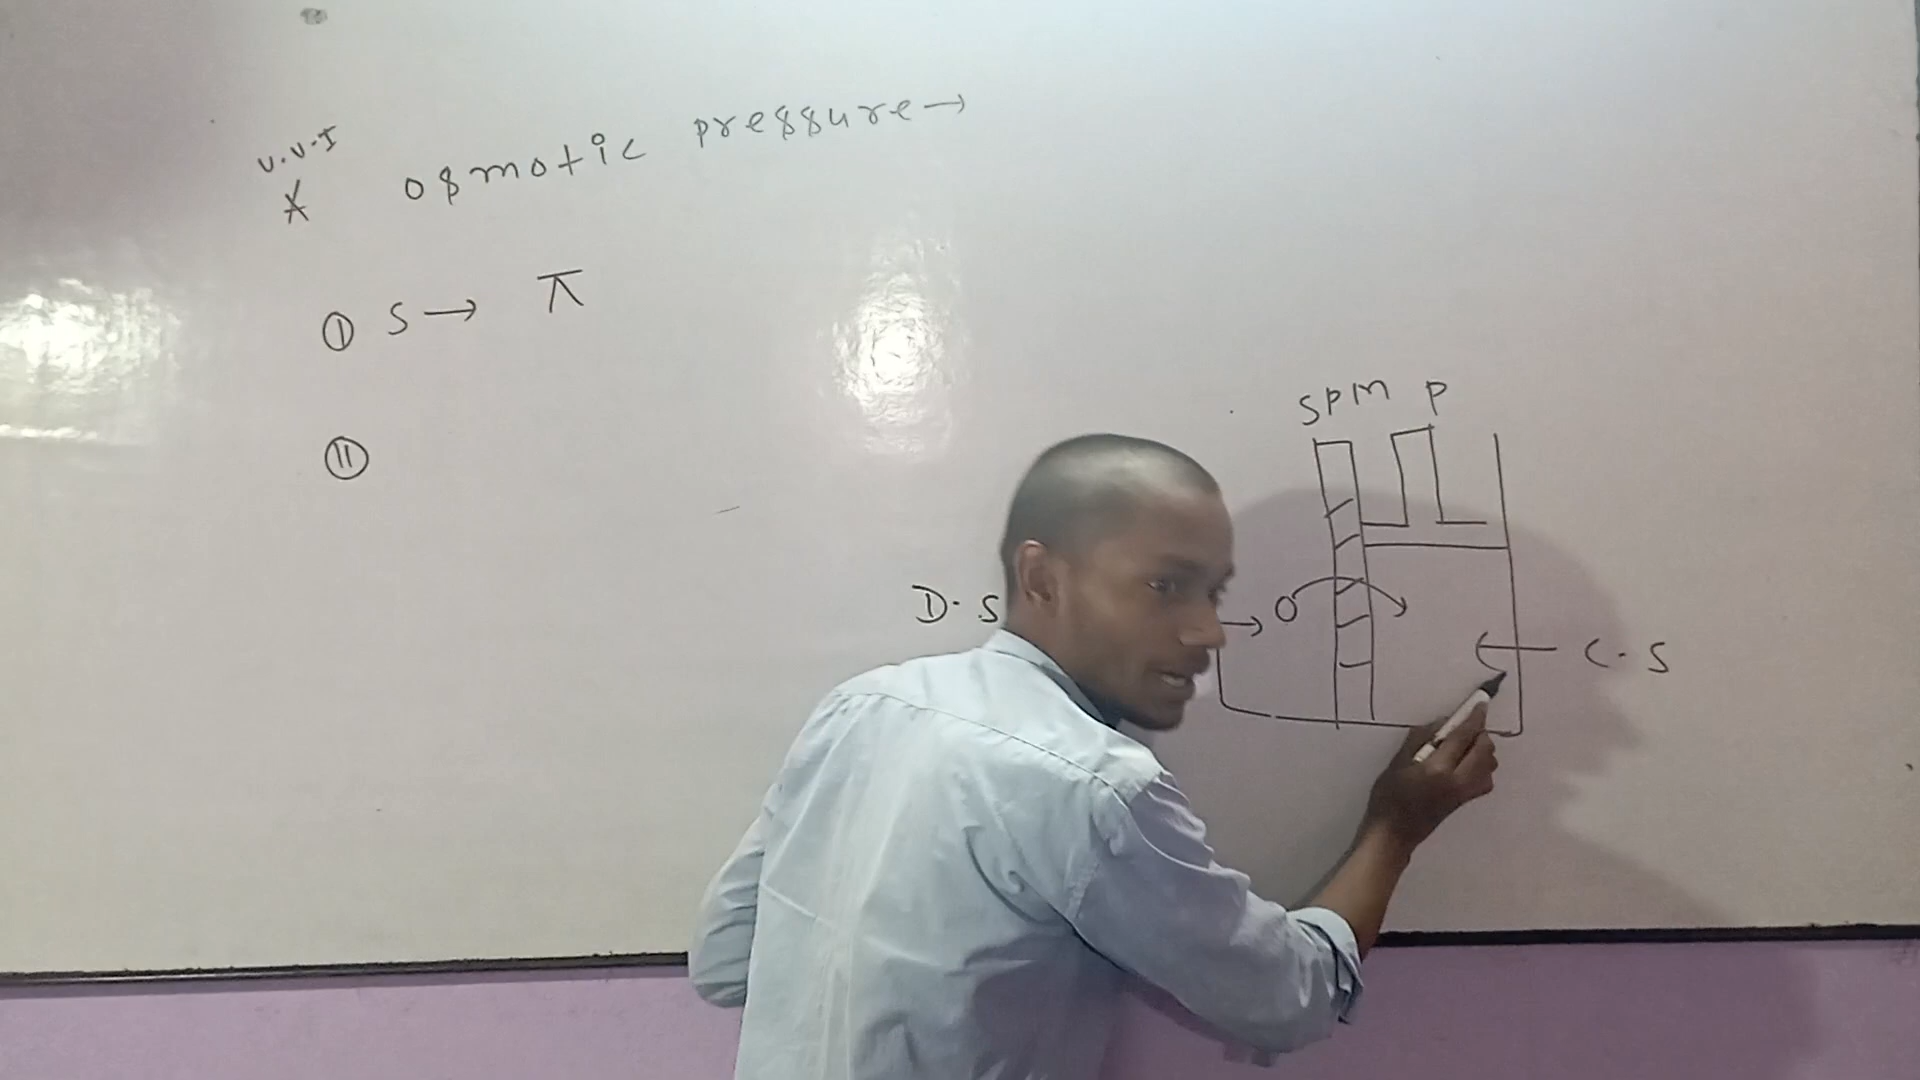 V.V.I
osmotic pressure →
① S → π
②
SPM P
D. S → O
C. S